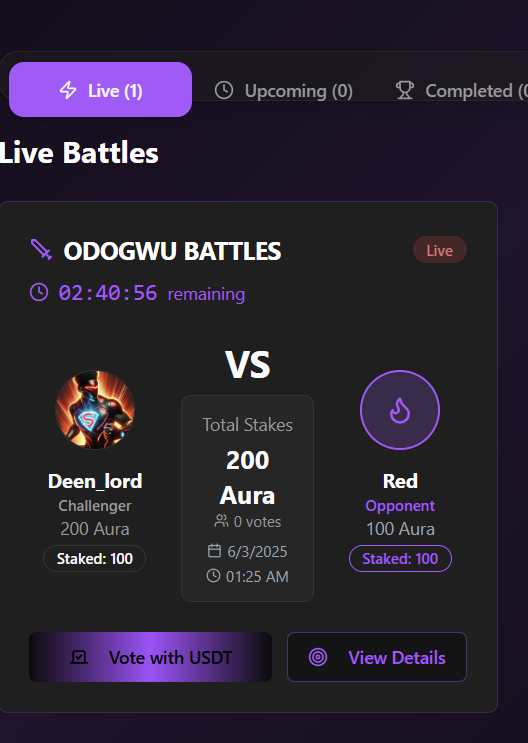 Live (1) Upcoming (0) Completed (0
Live Battles
ODOGWU BATTLES Live
02:40:56 remaining
VS
Total Stakes
200
Aura
0 votes
6/3/2025
01:25 AM
Deen_lord
Challenger
200 Aura
Staked: 100
Red
Opponent
100 Aura
Staked: 100
Vote with USDT View Details